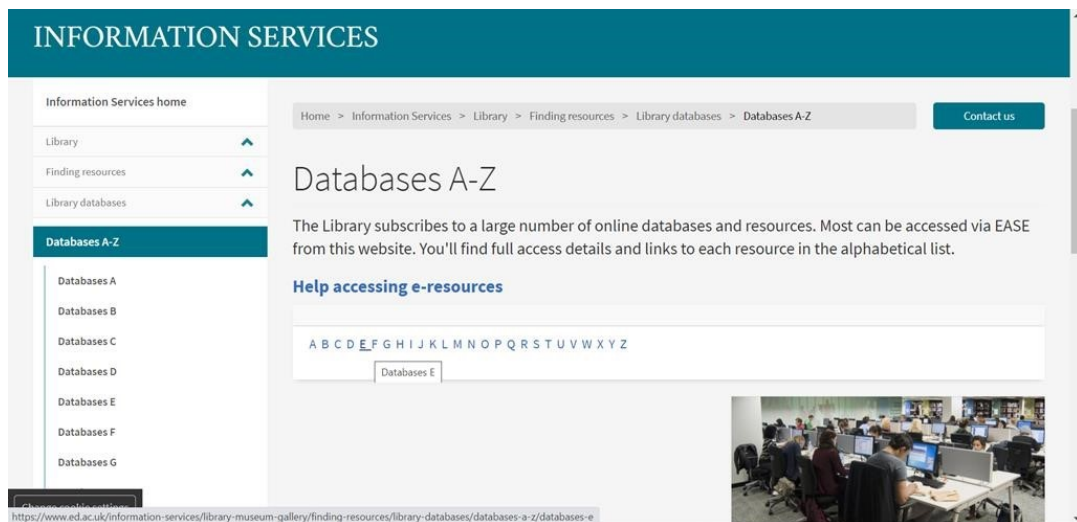 INFORMATION SERVICES
Information Services home
Library
Finding resources
Library databases
Databases A-Z
Databases A
Databases B
Databases C
Databases D
Databases E
Databases F
Databases G
Home > Information Services > Library > Finding resources > Library databases > Databases A-Z
Contact us
Databases A-Z
The Library subscribes to a large number of online databases and resources. Most can be accessed via EASE
from this website. You'll find full access details and links to each resource in the alphabetical list.
Help accessing e-resources
A B C D E F G H I J K L M N O P Q R S T U V W X Y Z
Databases E
Change cookie settings
https://www.ed.ac.uk/information-services/library-museum-gallery/finding-resources/library-databases/databases-a-z/databases-e